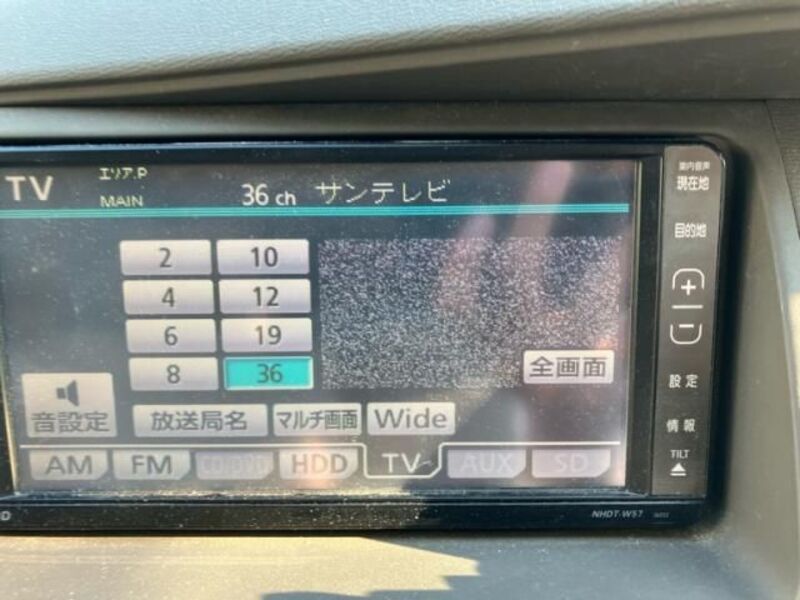 TV エリア.P
MAIN 36 ch サンテレビ
2 10
4 12
6 19
8 36
全画面
音設定 放送局名 マルチ画面 Wide
AM FM CD/DVD HDD TV AUX SD
案内音声
現在地
目的地
+
−
設定
情報
TILT
NHDT-W57